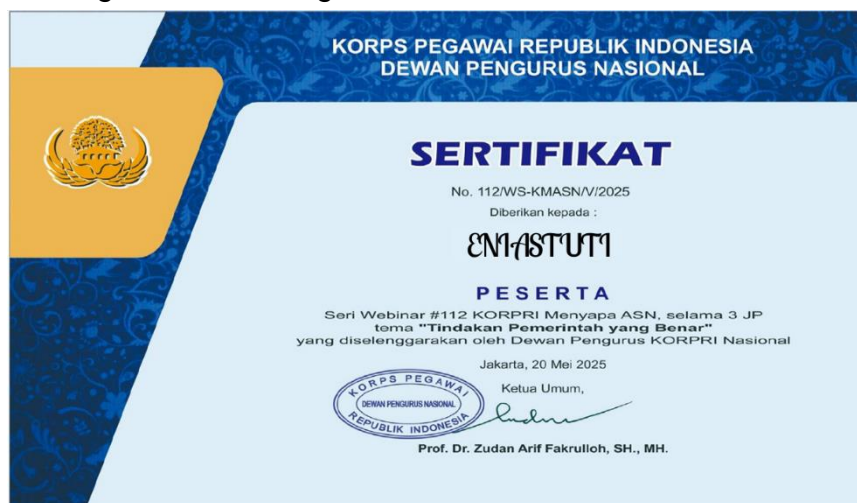 KORPS PEGAWAI REPUBLIK INDONESIA
DEWAN PENGURUS NASIONAL
SERTIFIKAT
No. 112/WS-KMASN/V/2025
Diberikan kepada :
ENIASTUTI
PESERTA
Seri Webinar #112 KORPRI Menyapa ASN, selama 3 JP
tema "Tindakan Pemerintah yang Benar"
yang diselenggarakan oleh Dewan Pengurus KORPRI Nasional
Jakarta, 20 Mei 2025
Ketua Umum,
KORPS PEGAWAI
DEWAN PENGURUS NASIONAL
REPUBLIK INDONESIA
Prof. Dr. Zudan Arif Fakrulloh, SH., MH.